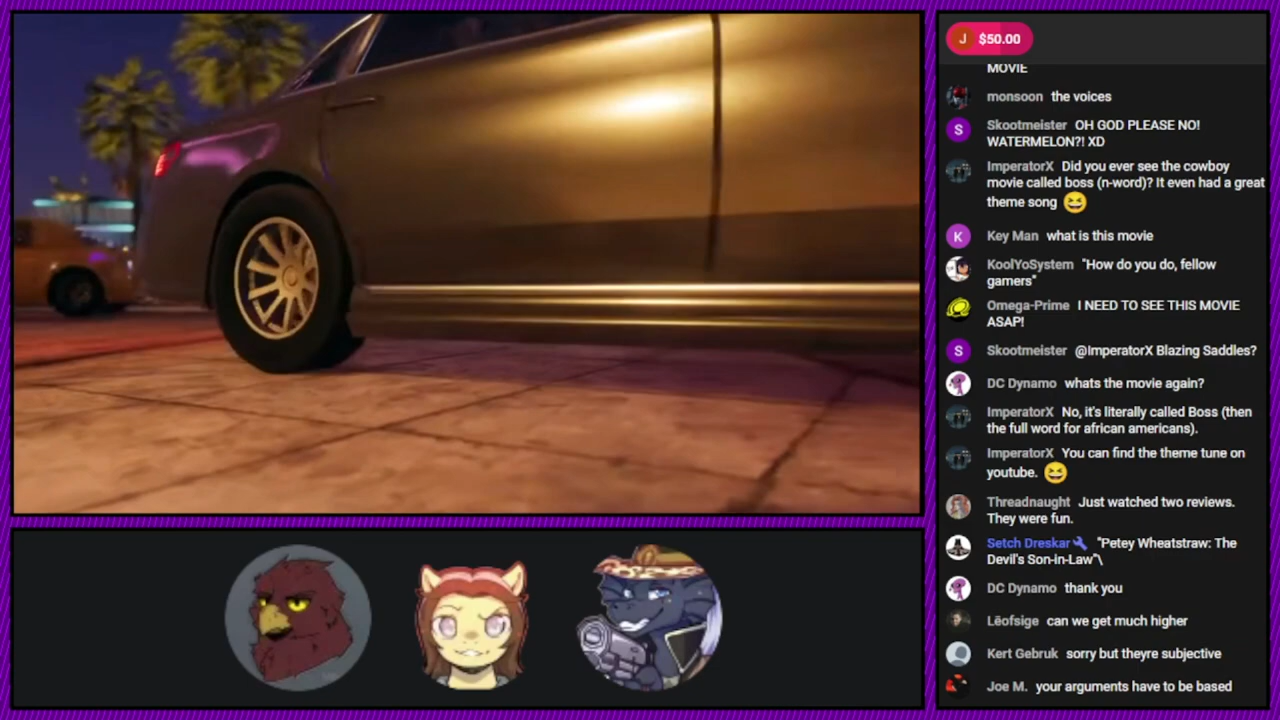 J $50.00
MOVIE
monsoon the voices
S Skootmeister OH GOD PLEASE NO!
WATERMELON?! XD
ImperatorX Did you ever see the cowboy
movie called boss (n-word)? It even had a great
theme song
K Key Man what is this movie
KoolYoSystem "How do you do, fellow
gamers"
Omega-Prime I NEED TO SEE THIS MOVIE
ASAP!
S Skootmeister @ImperatorX Blazing Saddles?
DC Dynamo whats the movie again?
ImperatorX No, it's literally called Boss (then
the full word for african americans).
ImperatorX You can find the theme tune on
youtube.
Threadnaught Just watched two reviews.
They were fun.
Setch Dreskar "Petey Wheatstraw: The
Devil's Son-in-Law"\
DC Dynamo thank you
Lëofsige can we get much higher
Kert Gebruk sorry but theyre subjective
Joe M. your arguments have to be based